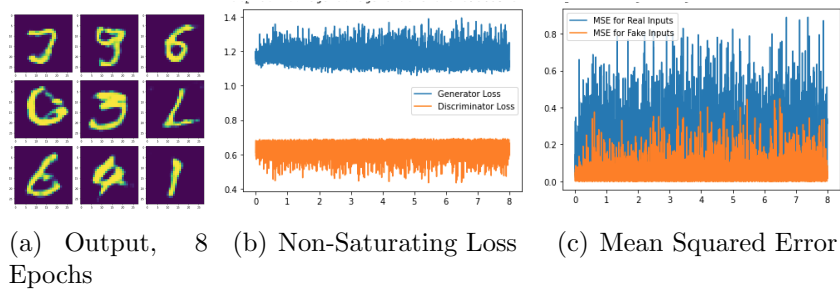 1.4
1.2
1.0
0.8
0.6
0.4
0 1 2 3 4 5 6 7 8
Generator Loss
Discriminator Loss
0.8
0.6
0.4
0.2
0.0
0 1 2 3 4 5 6 7 8
MSE for Real Inputs
MSE for Fake Inputs
(a) Output, 8
Epochs
(b) Non-Saturating Loss
(c) Mean Squared Error